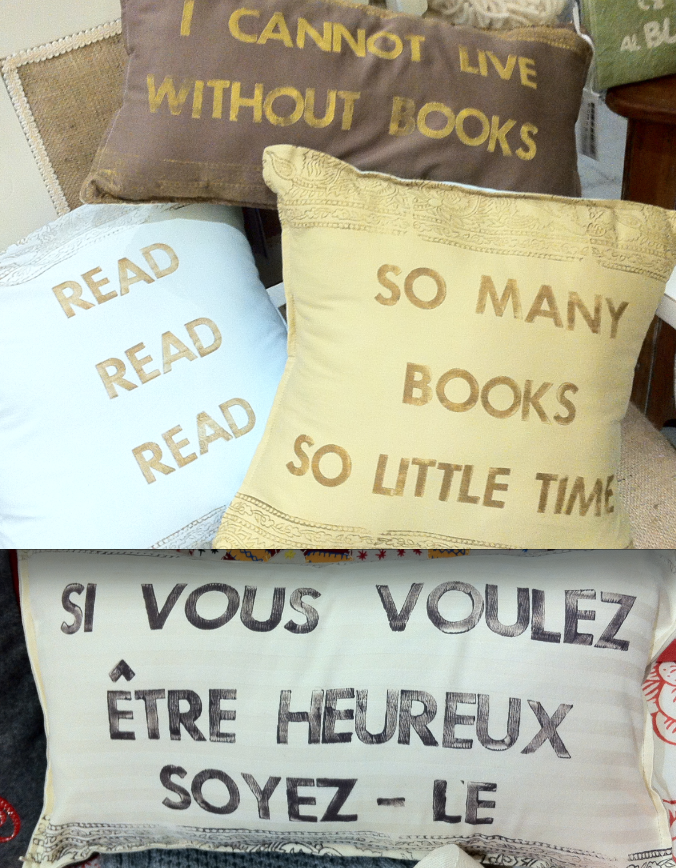 I CANNOT LIVE
WITHOUT BOOKS
AL
READ
READ
READ
SO MANY
BOOKS
SO LITTLE TIME
SI VOUS VOULEZ
ÊTRE HEUREUX
SOYEZ - LE